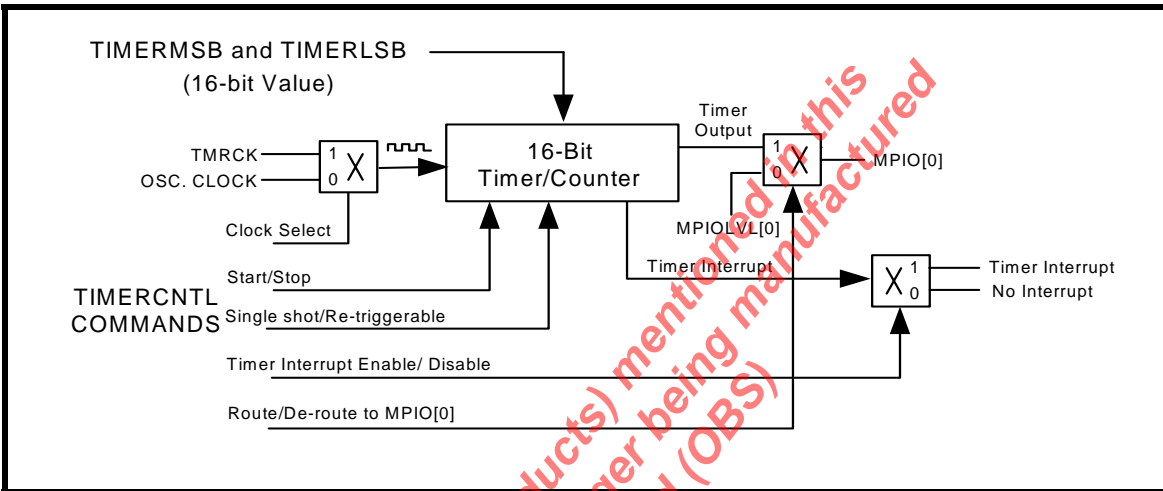 TIMERMSB and TIMERLSB
(16-bit Value)
Timer
Output
16-Bit
Timer/Counter
TMRCK
OSC. CLOCK
1
0
X
1
0
X
MPIO[0]
MPIOLVL[0]
Clock Select
Start/Stop
TIMERCNTL
COMMANDS
Single shot/Re-triggerable
Timer Interrupt
X
1
0
Timer Interrupt
No Interrupt
Timer Interrupt Enable/ Disable
Route/De-route to MPIO[0]
mentioned in this
being manufactured
(OBS)